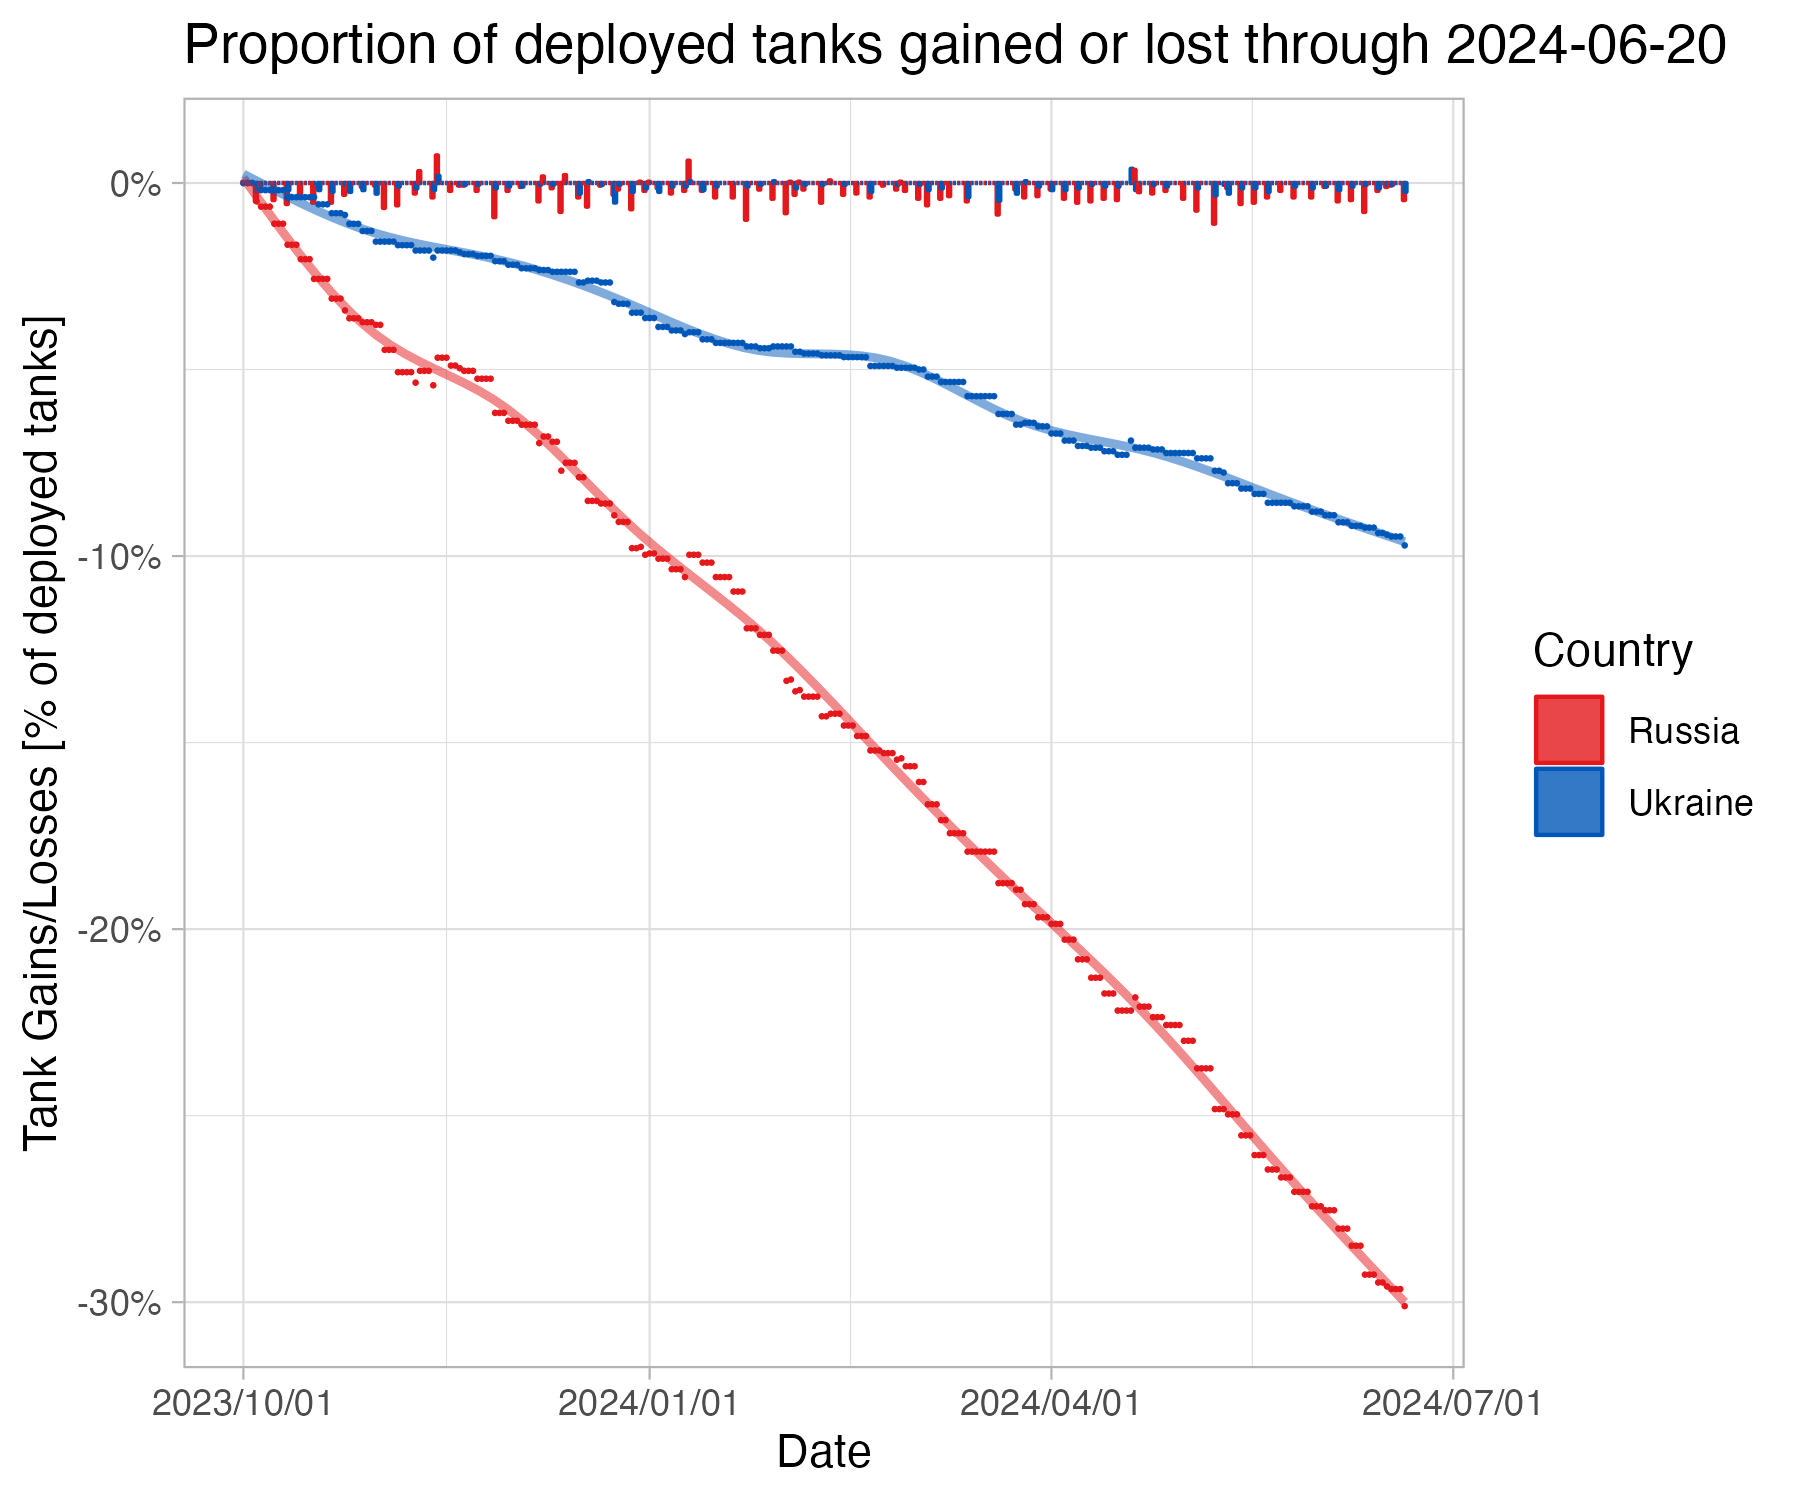 Proportion of deployed tanks gained or lost through 2024-06-20
Tank Gains/Losses [% of deployed tanks]
0%
-10%
-20%
-30%
2023/10/01
2024/01/01
2024/04/01
2024/07/01
Date
Country
Russia
Ukraine